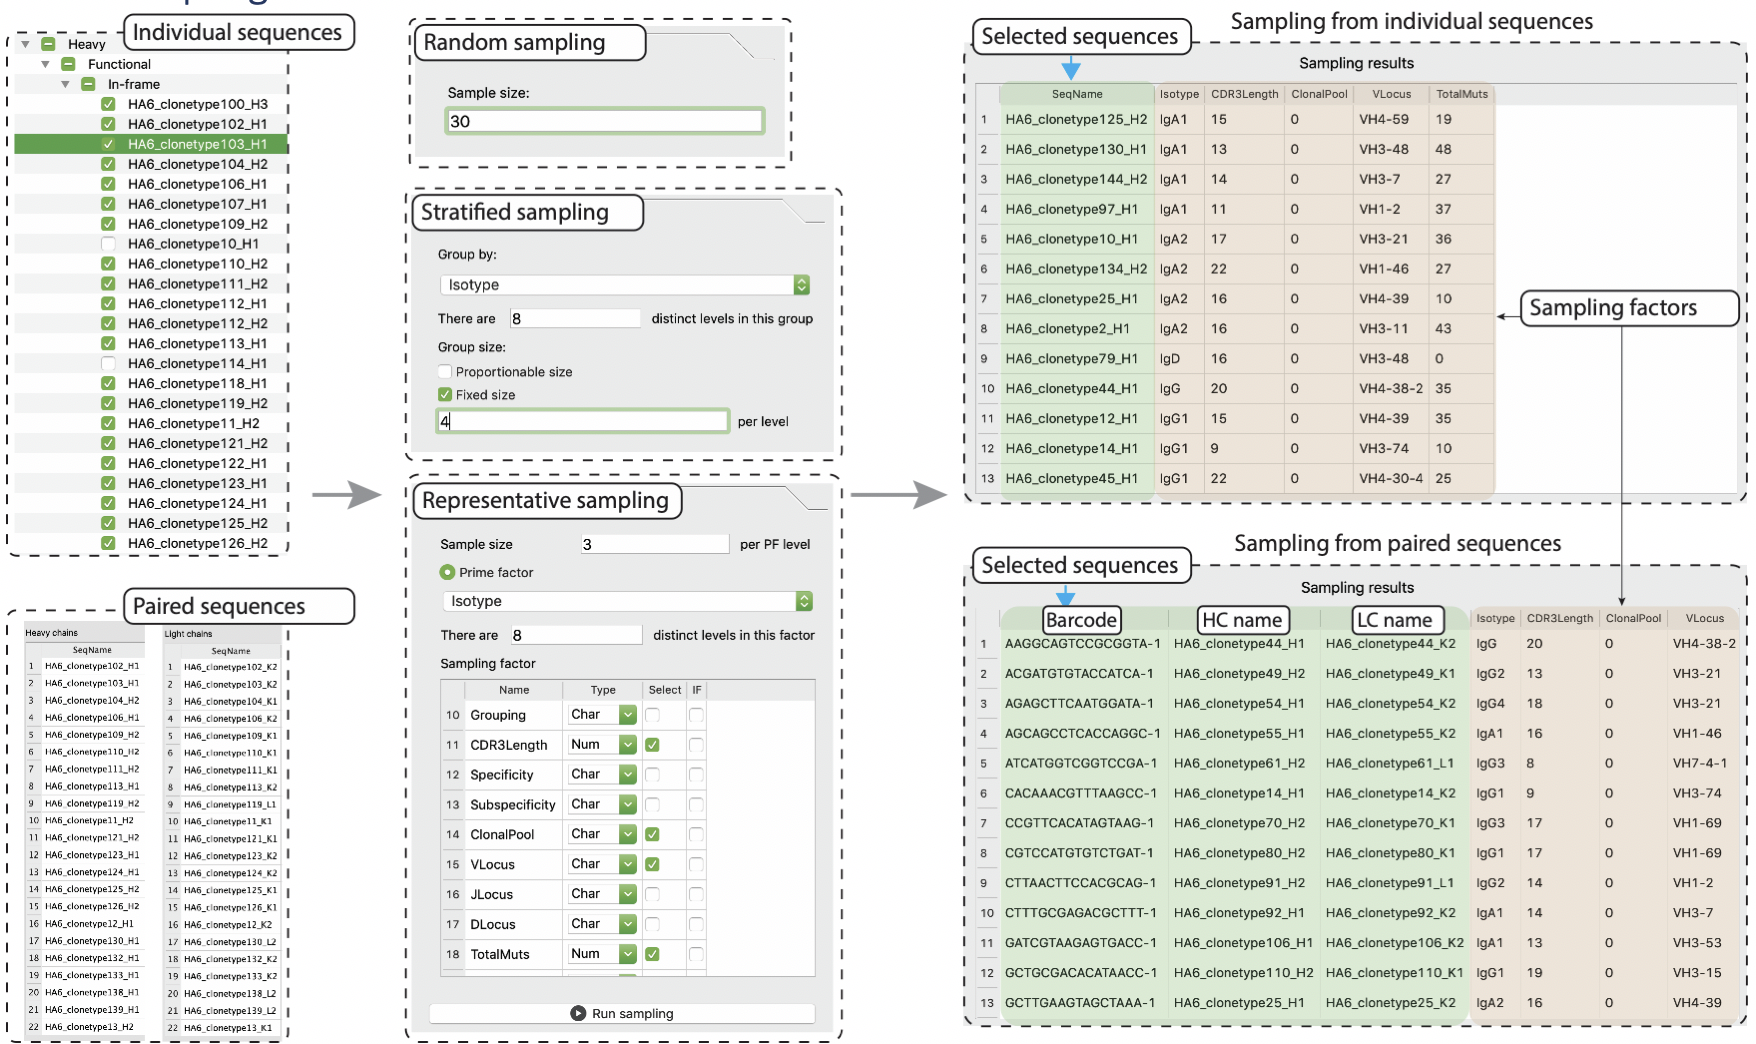 Individual sequences
Heavy
Functional
In-frame
HA6_clonetype100_H3
HA6_clonetype102_H1
HA6_clonetype103_H1
HA6_clonetype104_H2
HA6_clonetype106_H1
HA6_clonetype107_H1
HA6_clonetype109_H2
HA6_clonetype10_H1
HA6_clonetype110_H2
HA6_clonetype111_H2
HA6_clonetype112_H1
HA6_clonetype112_H2
HA6_clonetype113_H1
HA6_clonetype114_H1
HA6_clonetype118_H1
HA6_clonetype119_H2
HA6_clonetype11_H2
HA6_clonetype121_H2
HA6_clonetype122_H1
HA6_clonetype123_H1
HA6_clonetype124_H1
HA6_clonetype125_H2
HA6_clonetype126_H2
Paired sequences
Heavy chains
SeqName
1 HA6_clonetype102_H1
2 HA6_clonetype103_H1
3 HA6_clonetype104_H2
4 HA6_clonetype106_H1
5 HA6_clonetype109_H2
6 HA6_clonetype110_H2
7 HA6_clonetype111_H2
8 HA6_clonetype113_H1
9 HA6_clonetype119_H2
10 HA6_clonetype11_H2
11 HA6_clonetype121_H2
12 HA6_clonetype123_H1
13 HA6_clonetype124_H1
14 HA6_clonetype125_H2
15 HA6_clonetype126_H2
16 HA6_clonetype12_H1
17 HA6_clonetype130_H1
18 HA6_clonetype132_H1
19 HA6_clonetype133_H1
20 HA6_clonetype138_H1
21 HA6_clonetype139_H1
22 HA6_clonetype13_H2
Light chains
SeqName
1 HA6_clonetype102_K2
2 HA6_clonetype103_K2
3 HA6_clonetype104_K1
4 HA6_clonetype106_K2
5 HA6_clonetype109_K1
6 HA6_clonetype110_K1
7 HA6_clonetype111_K1
8 HA6_clonetype113_K2
9 HA6_clonetype119_L1
10 HA6_clonetype11_K1
11 HA6_clonetype121_K1
12 HA6_clonetype123_K2
13 HA6_clonetype124_K2
14 HA6_clonetype125_K1
15 HA6_clonetype126_K1
16 HA6_clonetype12_K2
17 HA6_clonetype130_L2
18 HA6_clonetype132_K2
19 HA6_clonetype133_K2
20 HA6_clonetype138_L2
21 HA6_clonetype139_L2
22 HA6_clonetype13_K1
Random sampling
Sample size:
30
Stratified sampling
Group by:
Isotype
There are 8 distinct levels in this group
Group size:
Proportionable size
Fixed size
4 per level
Representative sampling
Sample size 3 per PF level
Prime factor
Isotype
There are 8 distinct levels in this factor
Sampling factor
Name Type Select IF
10 Grouping Char
11 CDR3Length Num
12 Specificity Char
13 Subspecificity Char
14 ClonalPool Char
15 VLocus Char
16 JLocus Char
17 DLocus Char
18 TotalMuts Num
Run sampling
Sampling from individual sequences
Selected sequences
Sampling results
SeqName Isotype CDR3Length ClonalPool VLocus TotalMuts
1 HA6_clonetype125_H2 IgA1 15 0 VH4-59 19
2 HA6_clonetype130_H1 IgA1 13 0 VH3-48 48
3 HA6_clonetype144_H2 IgA1 14 0 VH3-7 27
4 HA6_clonetype97_H1 IgA1 11 0 VH1-2 37
5 HA6_clonetype10_H1 IgA2 17 0 VH3-21 36
6 HA6_clonetype134_H2 IgA2 22 0 VH1-46 27
7 HA6_clonetype25_H1 IgA2 16 0 VH4-39 10
8 HA6_clonetype2_H1 IgA2 16 0 VH3-11 43
9 HA6_clonetype79_H1 IgD 16 0 VH3-48 0
10 HA6_clonetype44_H1 IgG 20 0 VH4-38-2 35
11 HA6_clonetype12_H1 IgG1 15 0 VH4-39 35
12 HA6_clonetype14_H1 IgG1 9 0 VH3-74 10
13 HA6_clonetype45_H1 IgG1 22 0 VH4-30-4 25
Sampling factors
Sampling from paired sequences
Selected sequences
Sampling results
Barcode HC name LC name Isotype CDR3Length ClonalPool VLocus
1 AAGGCAGTCCGCGGTA-1 HA6_clonetype44_H1 HA6_clonetype44_K2 IgG 20 0 VH4-38-2
2 ACGATGTGTACCATCA-1 HA6_clonetype49_H2 HA6_clonetype49_K1 IgG2 13 0 VH3-21
3 AGAGCTTCAATGGATA-1 HA6_clonetype54_H1 HA6_clonetype54_K2 IgG4 18 0 VH3-21
4 AGCAGCCTCACCAGGC-1 HA6_clonetype55_H1 HA6_clonetype55_K2 IgA1 16 0 VH1-46
5 ATCATGGTCGGTCCGA-1 HA6_clonetype61_H2 HA6_clonetype61_L1 IgG3 8 0 VH7-4-1
6 CACAAACGTTTAAGCC-1 HA6_clonetype14_H1 HA6_clonetype14_K2 IgG1 9 0 VH3-74
7 CCGTTCACATAGTAAG-1 HA6_clonetype70_H2 HA6_clonetype70_K1 IgG3 17 0 VH1-69
8 CGTCCATGTGTCTGAT-1 HA6_clonetype80_H2 HA6_clonetype80_K1 IgG1 17 0 VH1-69
9 CTTAACTTCCACGCAG-1 HA6_clonetype91_H2 HA6_clonetype91_L1 IgG2 14 0 VH1-2
10 CTTTGCGAGACGCTTT-1 HA6_clonetype92_H1 HA6_clonetype92_K2 IgA1 14 0 VH3-7
11 GATCGTAAGAGTGACC-1 HA6_clonetype106_H1 HA6_clonetype106_K2 IgA1 13 0 VH3-53
12 GCTGCGACACATAACC-1 HA6_clonetype110_H2 HA6_clonetype110_K1 IgG1 19 0 VH3-15
13 GCTTGAAGTAGCTAAA-1 HA6_clonetype25_H1 HA6_clonetype25_K2 IgA2 16 0 VH4-39